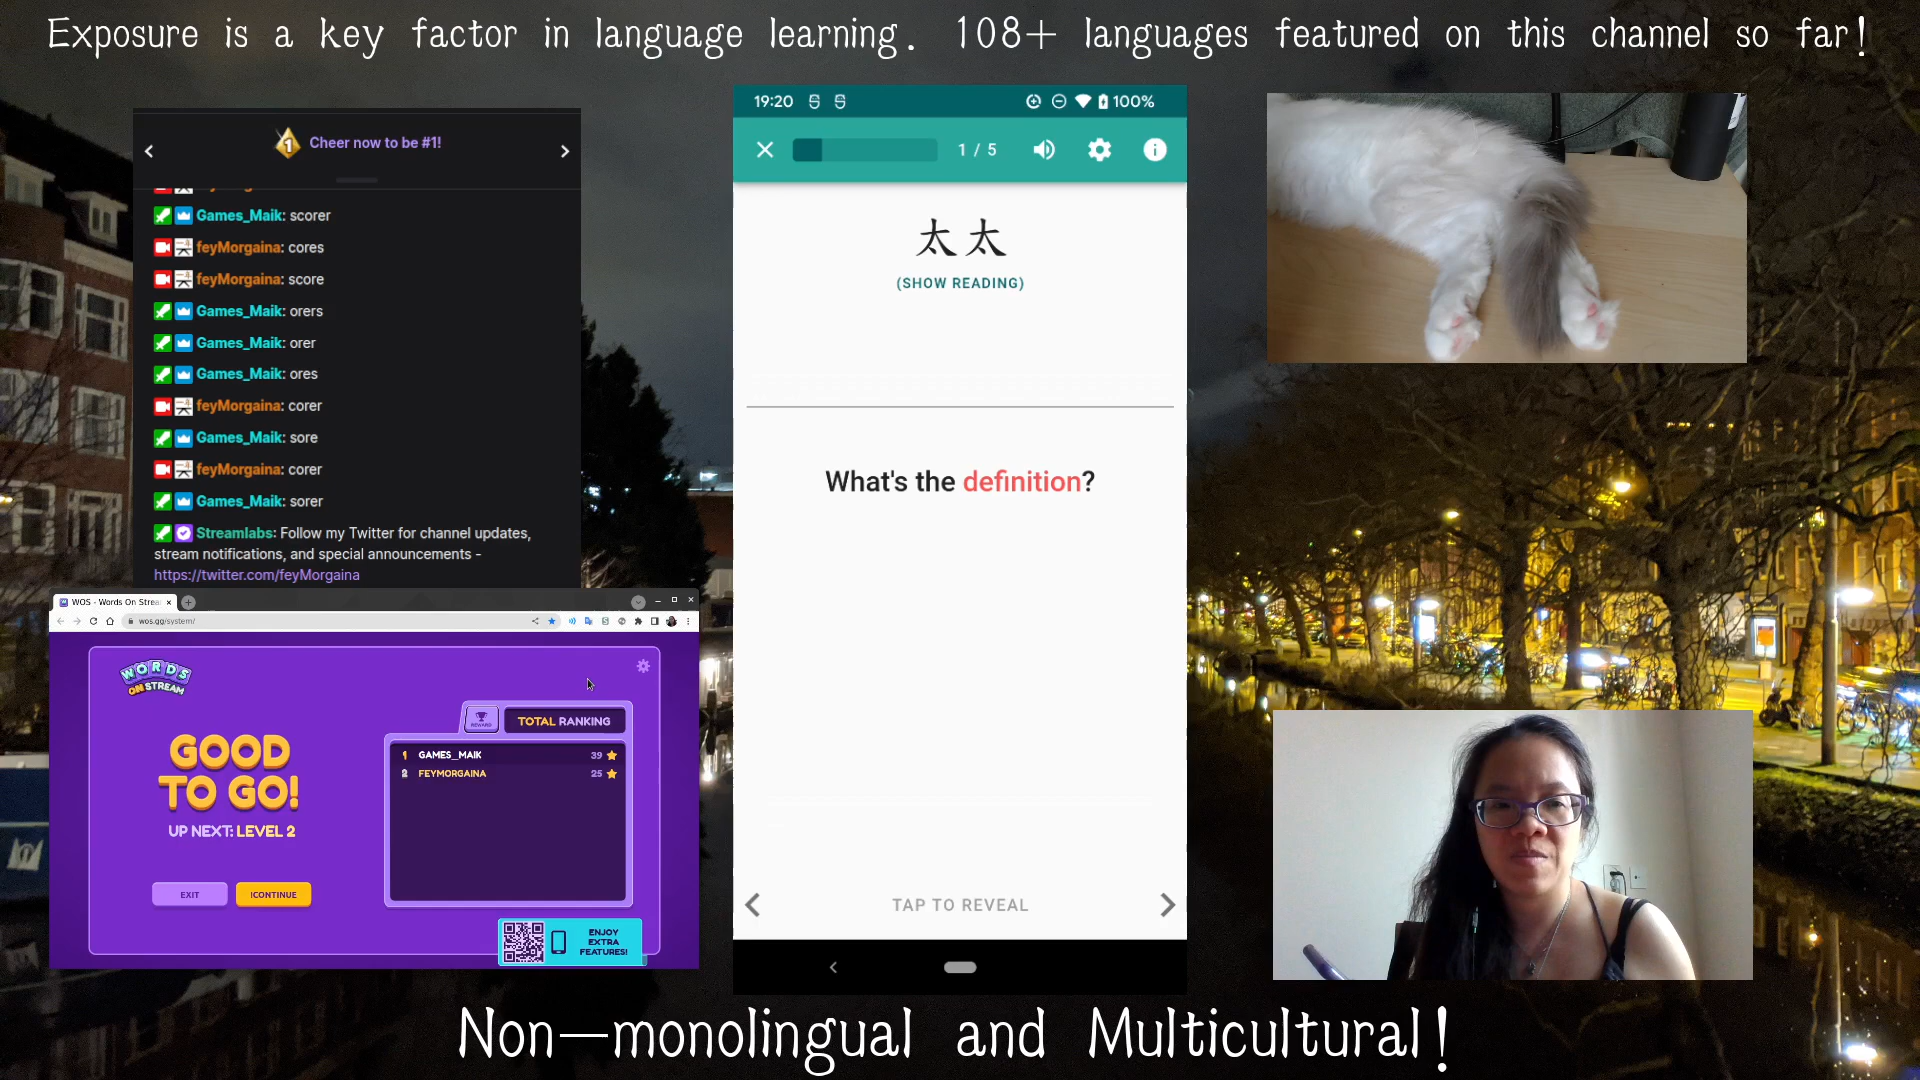 Exposure is a key factor in language learning. 108+ languages featured on this channel so far!
Cheer now to be #1!
Games_Maik: scorer
feyMorgaina: cores
feyMorgaina: score
Games_Maik: orers
Games_Maik: orer
Games_Maik: ores
feyMorgaina: corer
Games_Maik: sore
feyMorgaina: corer
Games_Maik: sorer
Streamlabs: Follow my Twitter for channel updates,
stream notifications, and special announcements -
https://twitter.com/feyMorgaina
WOS - Words On Strea
wos.gg/system/
WORDS
ON STREAM
GOOD
TO GO!
UP NEXT: LEVEL 2
EXIT
!CONTINUE
REWARD
TOTAL RANKING
1 GAMES_MAIK 39
2 FEYMORGAINA 25
ENJOY
EXTRA
FEATURES!
19:20
100%
1 / 5
太太
(SHOW READING)
What's the definition?
TAP TO REVEAL
Non-monolingual and Multicultural!